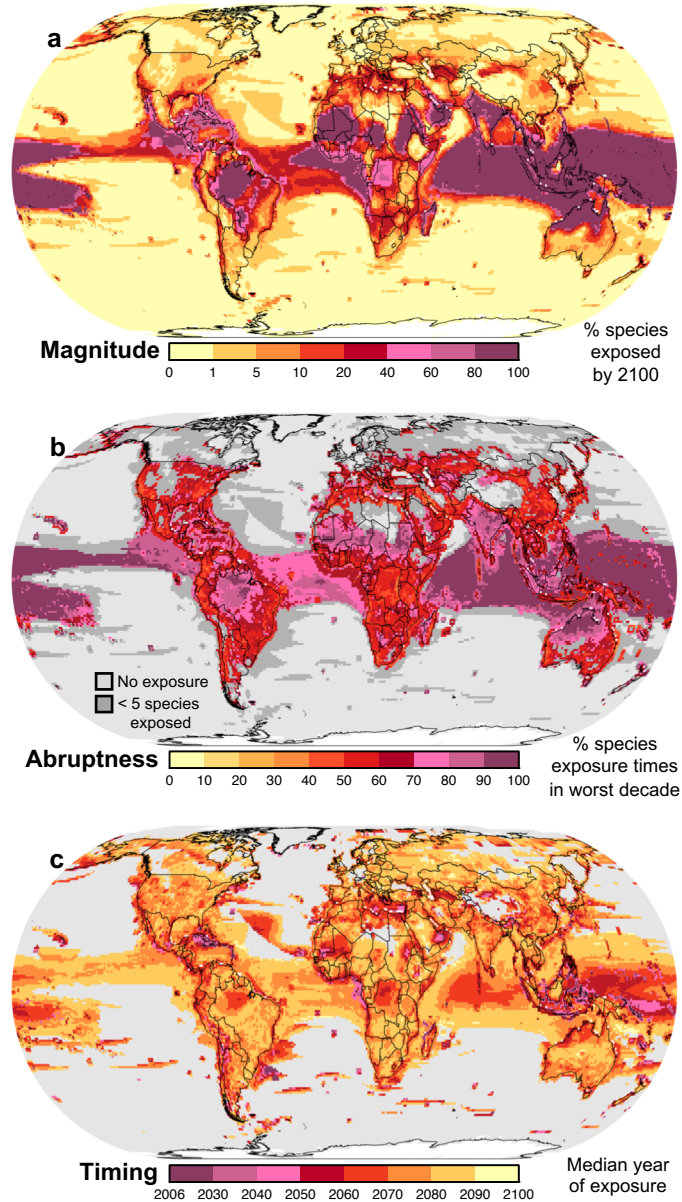 a
Magnitude
0 1 5 10 20 40 60 80 100
% species
exposed
by 2100
b
No exposure
< 5 species
exposed
Abruptness
0 10 20 30 40 50 60 70 80 90 100
% species
exposure times
in worst decade
c
Timing
2006 2030 2040 2050 2060 2070 2080 2090 2100
Median year
of exposure